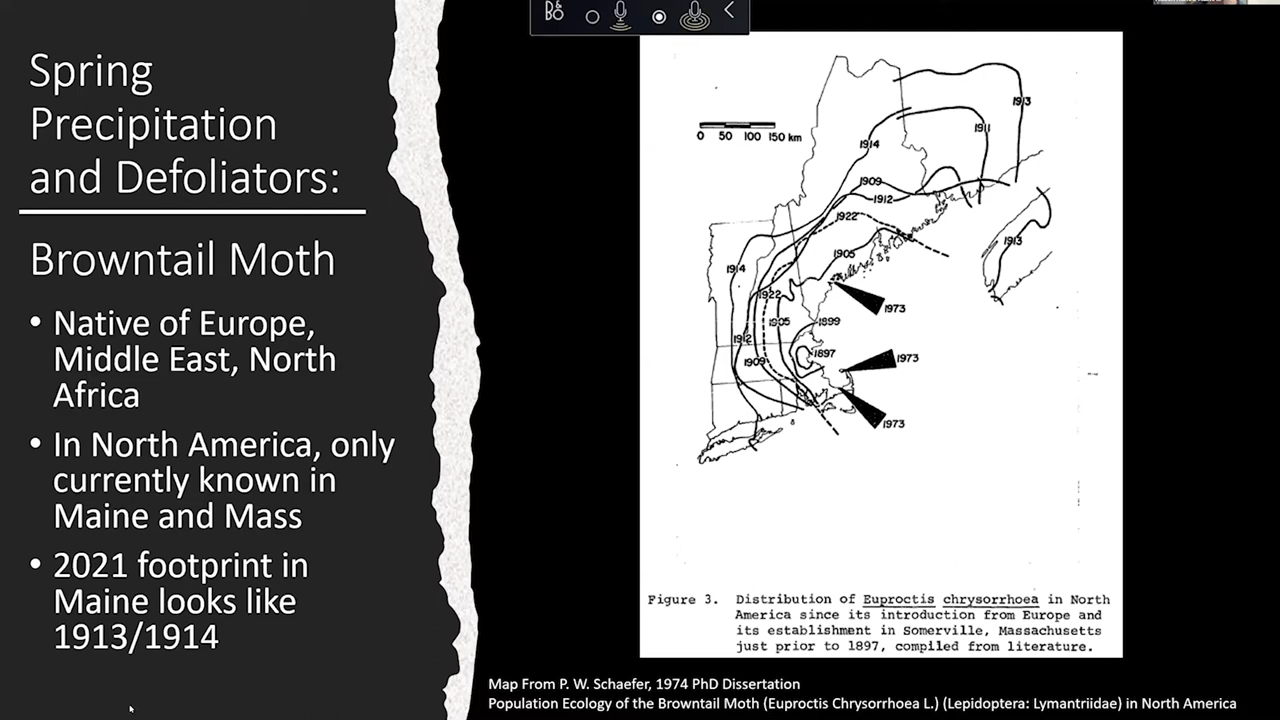 Spring
Precipitation
and Defoliators:
Browntail Moth
• Native of Europe,
Middle East, North
Africa
• In North America, only
currently known in
Maine and Mass
• 2021 footprint in
Maine looks like
1913/1914
1913
1911
0 50 100 150 km
1914
1909
1912
1922
1913
1905
1914
1922
1973
1905
1899
1912
1897
1973
1909
1973
Figure 3. Distribution of Euproctis chrysorrhoea in North
America since its introduction from Europe and
its establishment in Somerville, Massachusetts
just prior to 1897, compiled from literature.
Map From P. W. Schaefer, 1974 PhD Dissertation
Population Ecology of the Browntail Moth (Euproctis Chrysorrhoea L.) (Lepidoptera: Lymantriidae) in North America